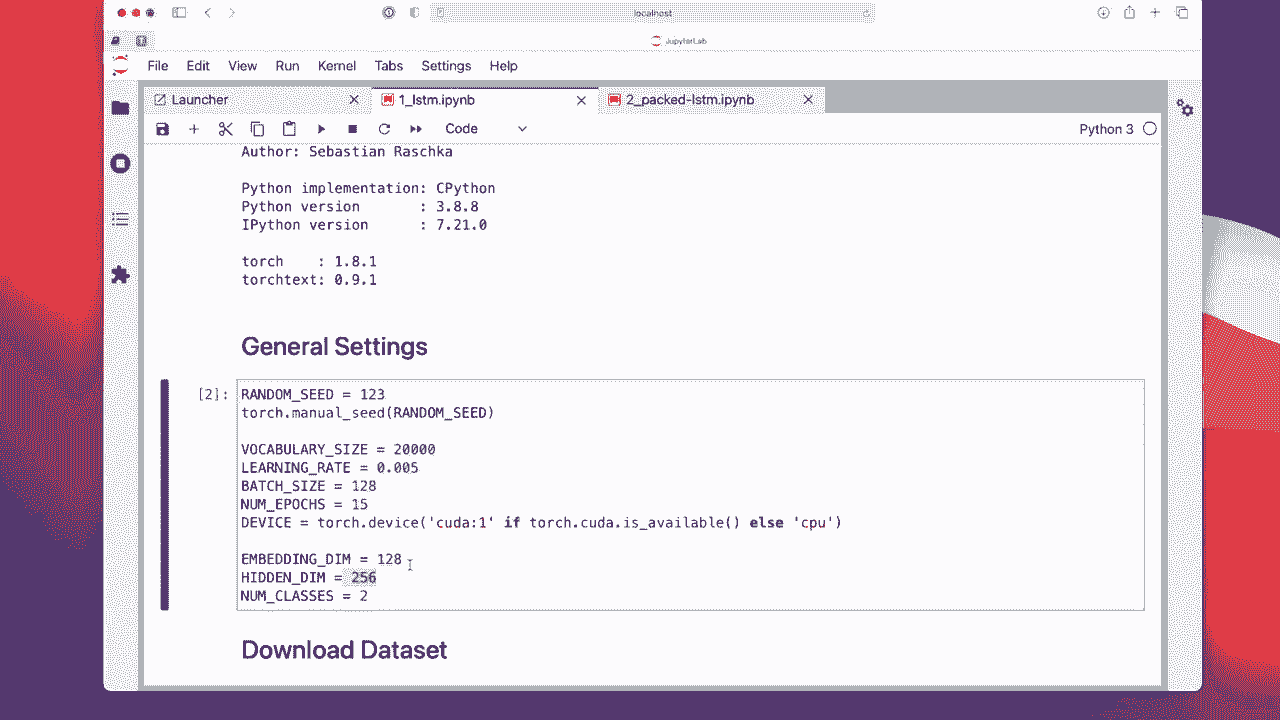 localhost
JupyterLab
File Edit View Run Kernel Tabs Settings Help
Launcher 1_lstm.ipynb 2_packed-lstm.ipynb
Code Python 3
Author: Sebastian Raschka
Python implementation: CPython
Python version : 3.8.8
IPython version : 7.21.0
torch : 1.8.1
torchtext: 0.9.1
General Settings
[2]: RANDOM_SEED = 123
torch.manual_seed(RANDOM_SEED)
VOCABULARY_SIZE = 20000
LEARNING_RATE = 0.005
BATCH_SIZE = 128
NUM_EPOCHS = 15
DEVICE = torch.device('cuda:1' if torch.cuda.is_available() else 'cpu')
EMBEDDING_DIM = 128
HIDDEN_DIM = 256
NUM_CLASSES = 2
Download Dataset